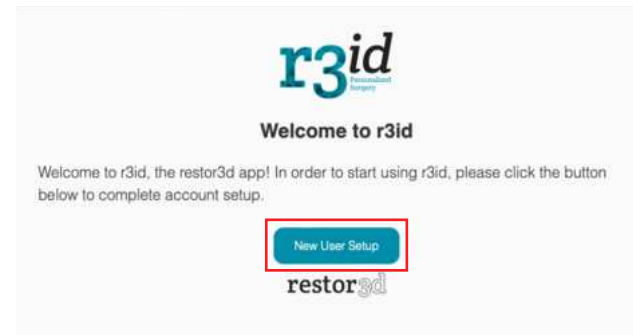 r3id
Personalized
Surgery
Welcome to r3id
Welcome to r3id, the restor3d app! In order to start using r3id, please click the button
below to complete account setup.
New User Setup
restor3d